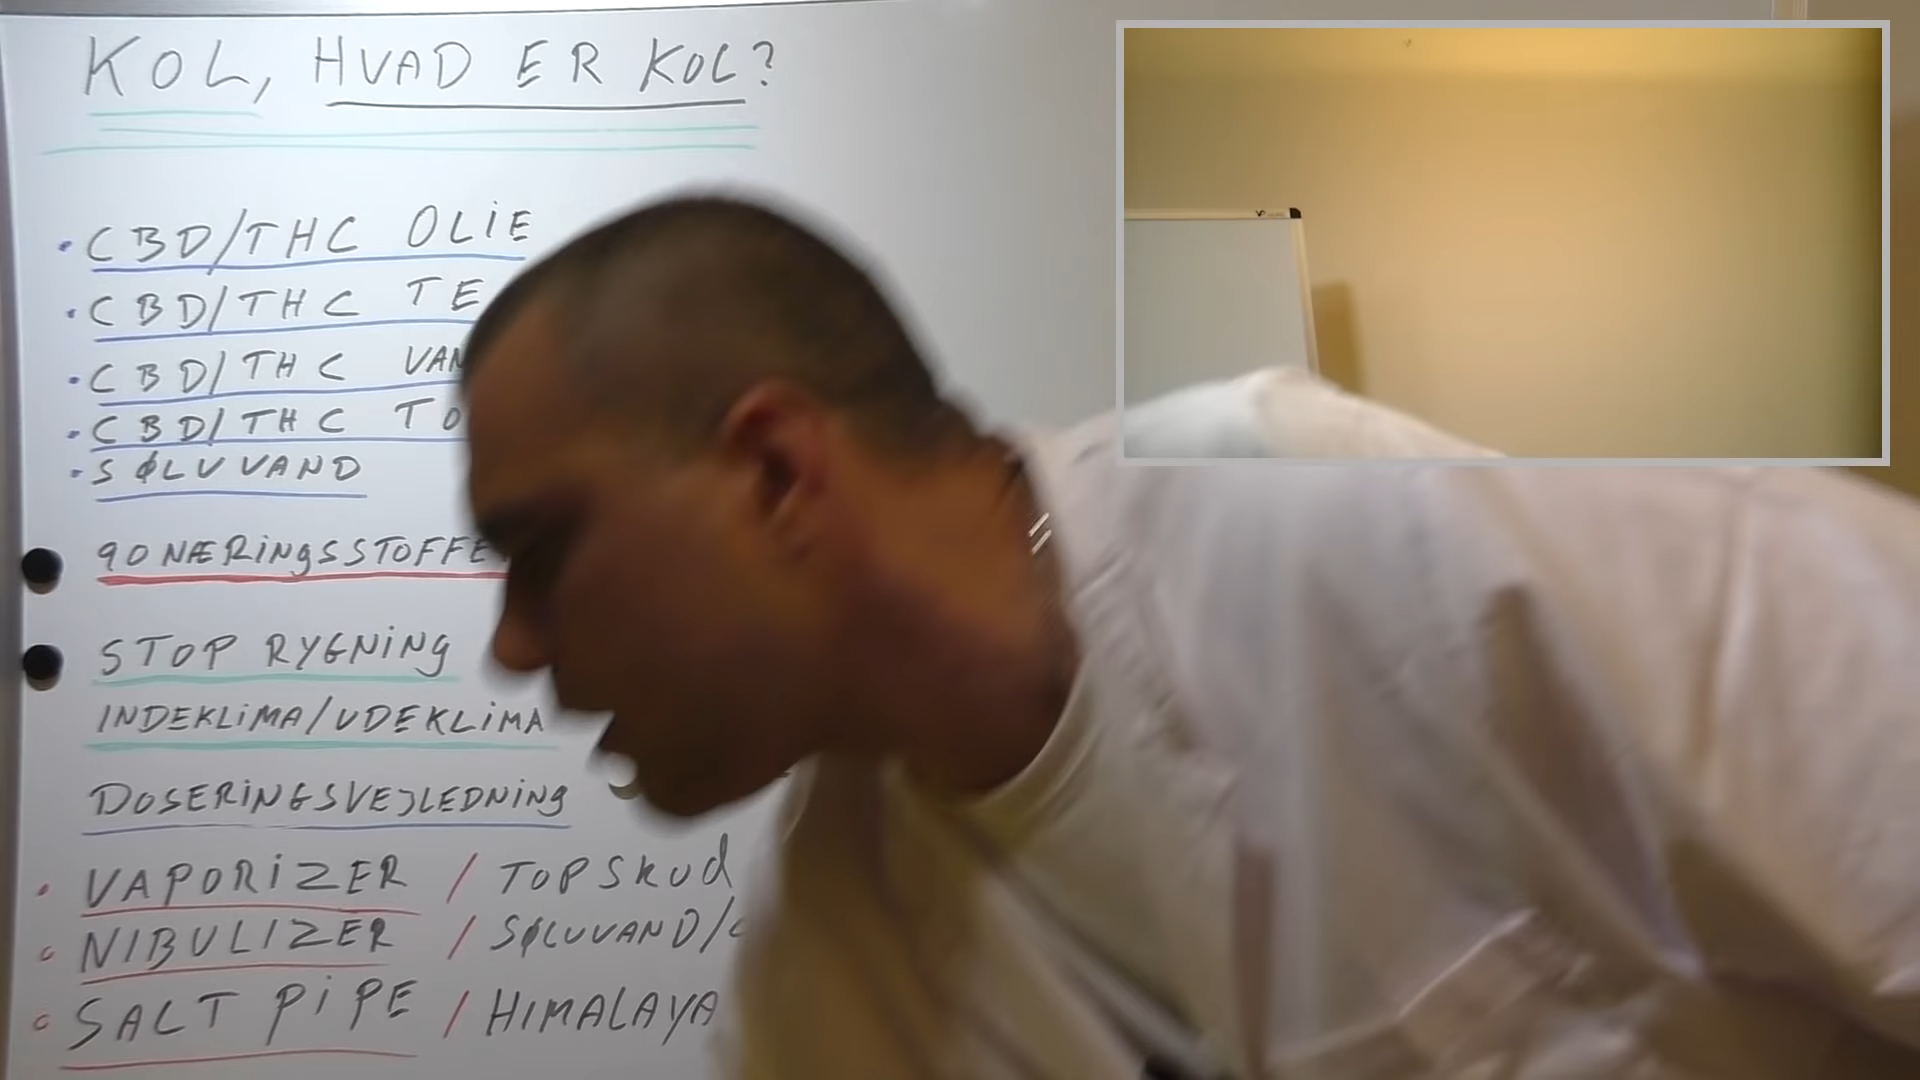 KOL, HVAD ER KOL?
• CBD/THC OLIE
• CBD/THC TE
• CBD/THC
• CBD/THC
• SØLVVAND
90
STOP RYGNING
INDEKLIMA/UDEKLIMA
DOSERINGSVEJLEDNING
• VAPORIZER / TOPSKUD
• NIBULIZER / SØLVVAND/
• SALT PIPE / HIMALAYA